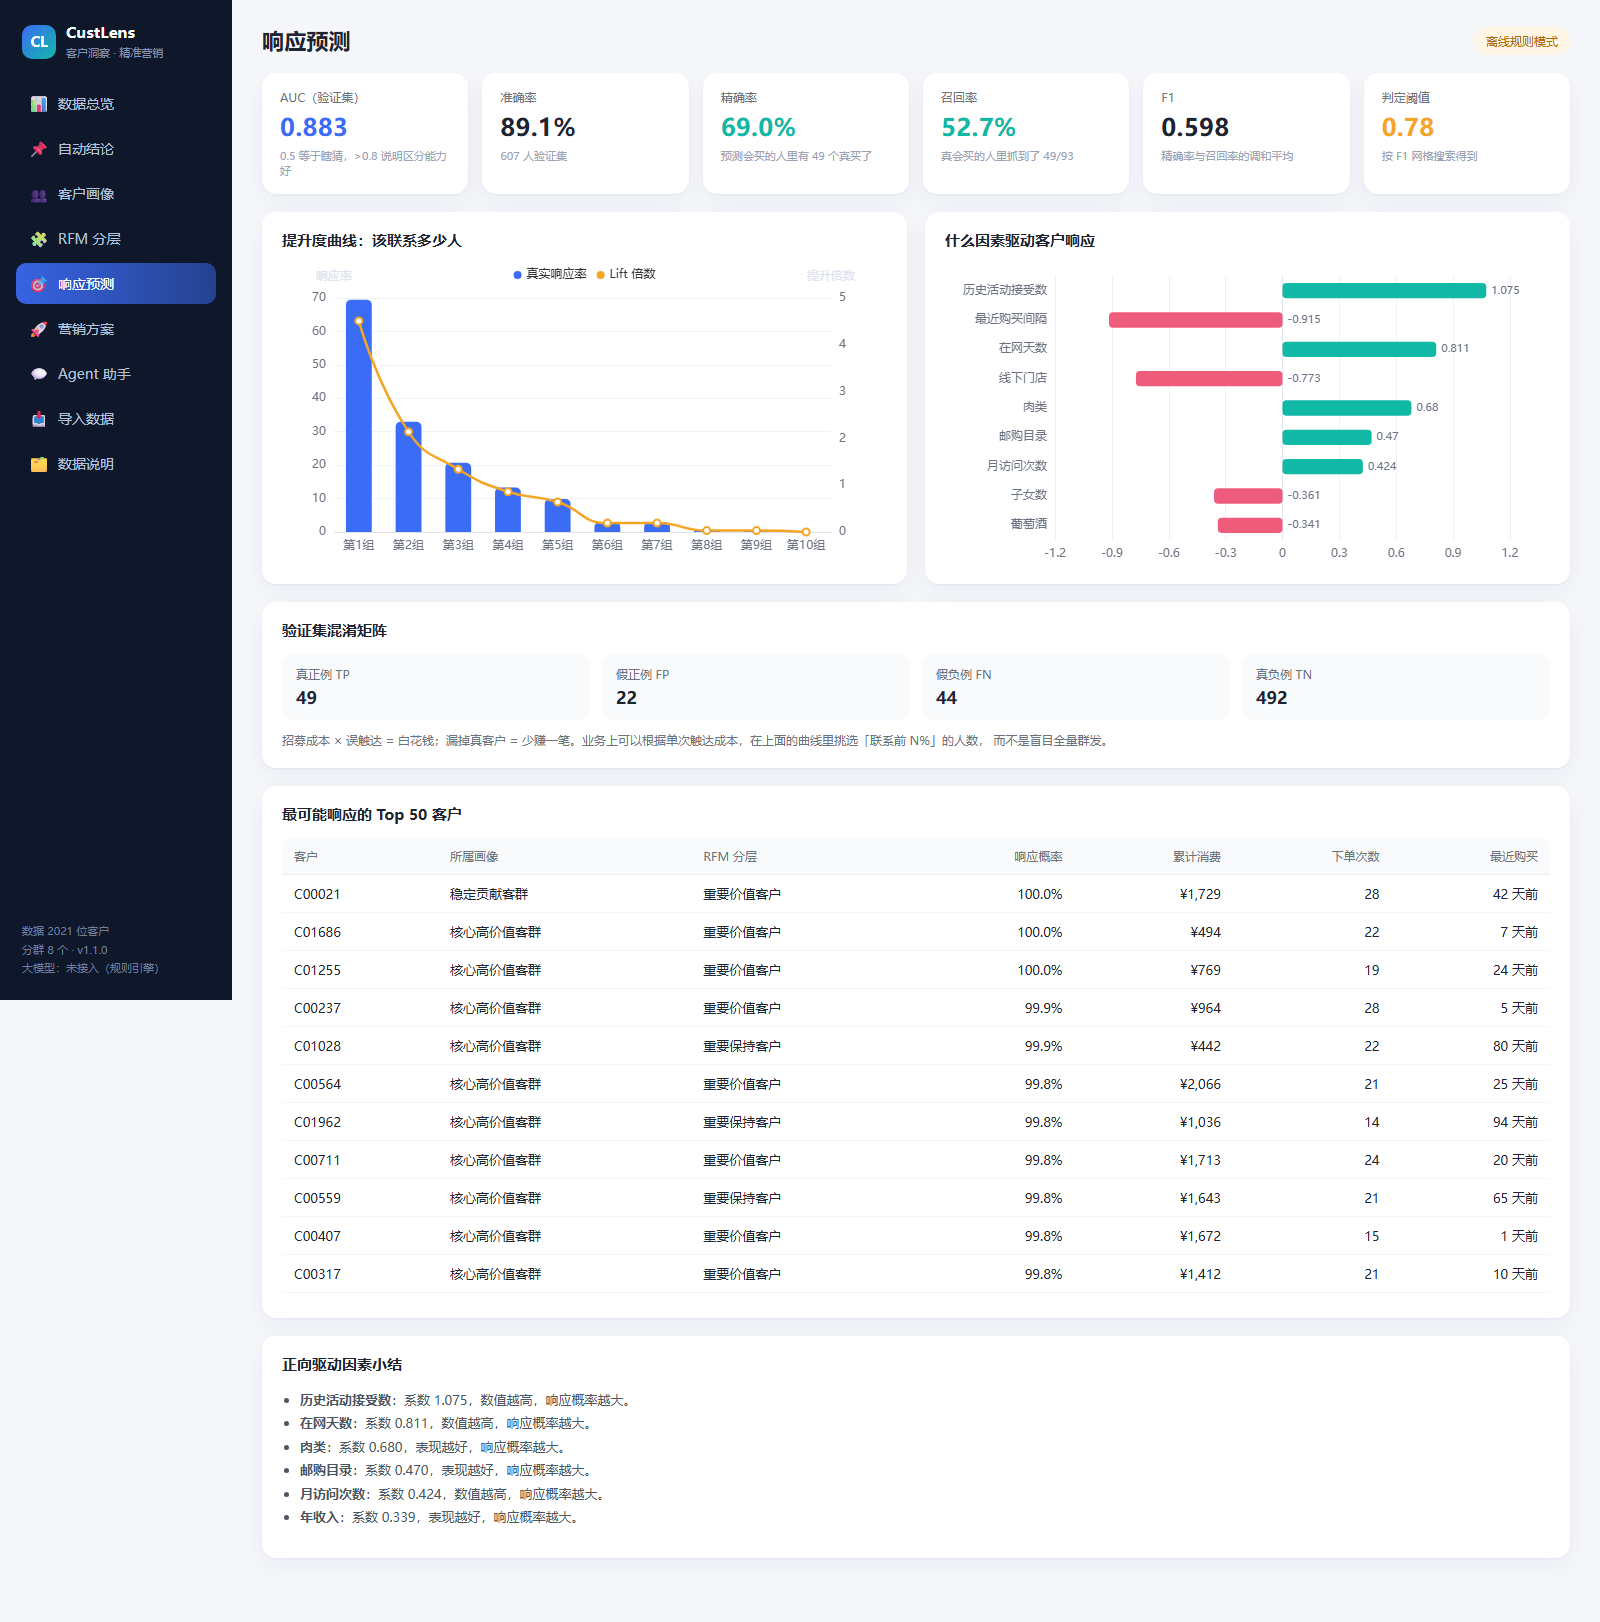 CL
CustLens
客户洞察 · 精准营销
数据总览
自动结论
客户画像
RFM 分层
响应预测
营销方案
Agent 助手
导入数据
数据说明
数据 2021 位客户
分群 8 个 · v1.1.0
大模型：未接入（规则引擎）
响应预测
离线规则模式
AUC（验证集）
0.883
0.5 等于瞎猜，>0.8 说明区分能力
好
准确率
89.1%
607 人验证集
精确率
69.0%
预测会买的人里有 49 个真买了
召回率
52.7%
真会买的人里抓到了 49/93
F1
0.598
精确率与召回率的调和平均
判定阈值
0.78
按 F1 网格搜索得到
提升度曲线：该联系多少人
响应率
真实响应率
Lift 倍数
提升倍数
70
60
50
40
30
20
10
0
5
4
3
2
1
0
第1组 第2组 第3组 第4组 第5组 第6组 第7组 第8组 第9组 第10组
什么因素驱动客户响应
历史活动接受数 1.075
最近购买间隔 -0.915
在网天数 0.811
线下门店 -0.773
肉类 0.68
邮购目录 0.47
月访问次数 0.424
子女数 -0.361
葡萄酒 -0.341
-1.2 -0.9 -0.6 -0.3 0 0.3 0.6 0.9 1.2
验证集混淆矩阵
真正例 TP
49
假正例 FP
22
假负例 FN
44
真负例 TN
492
招募成本 × 误触达 = 白花钱；漏掉真客户 = 少赚一笔。业务上可以根据单次触达成本，在上面的曲线里挑选「联系前 N%」的人数， 而不是盲目全量群发。
最可能响应的 Top 50 客户
客户 所属画像 RFM 分层 响应概率 累计消费 下单次数 最近购买
C00021 稳定贡献客群 重要价值客户 100.0% ¥1,729 28 42 天前
C01686 核心高价值客群 重要价值客户 100.0% ¥494 22 7 天前
C01255 核心高价值客群 重要价值客户 100.0% ¥769 19 24 天前
C00237 核心高价值客群 重要价值客户 99.9% ¥964 28 5 天前
C01028 核心高价值客群 重要保持客户 99.9% ¥442 22 80 天前
C00564 核心高价值客群 重要价值客户 99.8% ¥2,066 21 25 天前
C01962 核心高价值客群 重要保持客户 99.8% ¥1,036 14 94 天前
C00711 核心高价值客群 重要价值客户 99.8% ¥1,713 24 20 天前
C00559 核心高价值客群 重要保持客户 99.8% ¥1,643 21 65 天前
C00407 核心高价值客群 重要价值客户 99.8% ¥1,672 15 1 天前
C00317 核心高价值客群 重要价值客户 99.8% ¥1,412 21 10 天前
正向驱动因素小结
历史活动接受数：系数 1.075，数值越高，响应概率越大。
在网天数：系数 0.811，数值越高，响应概率越大。
肉类：系数 0.680，表现越好，响应概率越大。
邮购目录：系数 0.470，表现越好，响应概率越大。
月访问次数：系数 0.424，数值越高，响应概率越大。
年收入：系数 0.339，表现越好，响应概率越大。